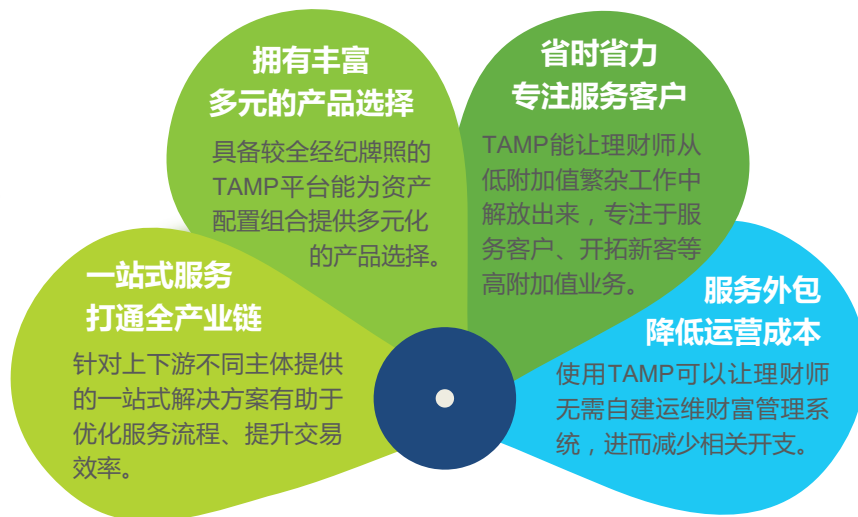 一站式服务
打通全产业链
针对上下游不同主体提供
的一站式解决方案有助于
优化服务流程、提升交易
效率。
拥有丰富
多元的产品选择
具备较全经纪牌照的
TAMP平台能为资产
配置组合提供多元化
的产品选择。
省时省力
专注服务客户
TAMP能让理财师从
低附加值繁杂工作中
解放出来，专注于服
务客户、开拓新客等
高附加值业务。
服务外包
降低运营成本
使用TAMP可以让理财师
无需自建运维财富管理系
统，进而减少相关开支。